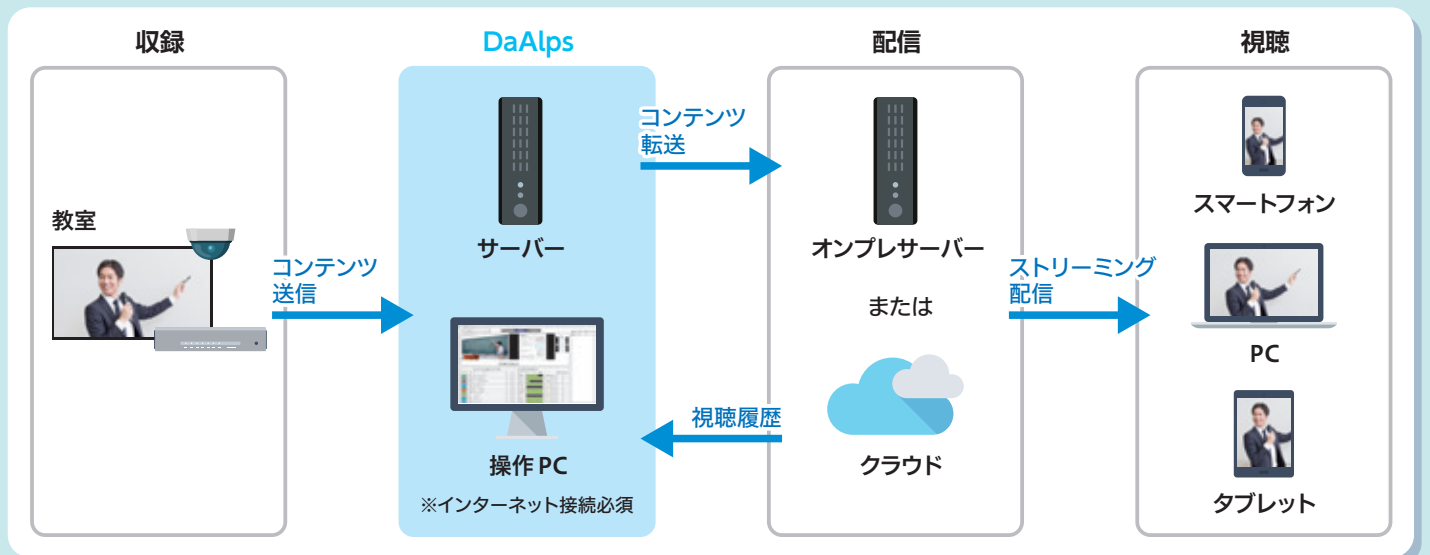 収録
教室
コンテンツ
送信
DaAlps
サーバー
操作 PC
※インターネット接続必須
コンテンツ
転送
視聴履歴
配信
オンプレサーバー
または
クラウド
ストリーミング
配信
視聴
スマートフォン
PC
タブレット